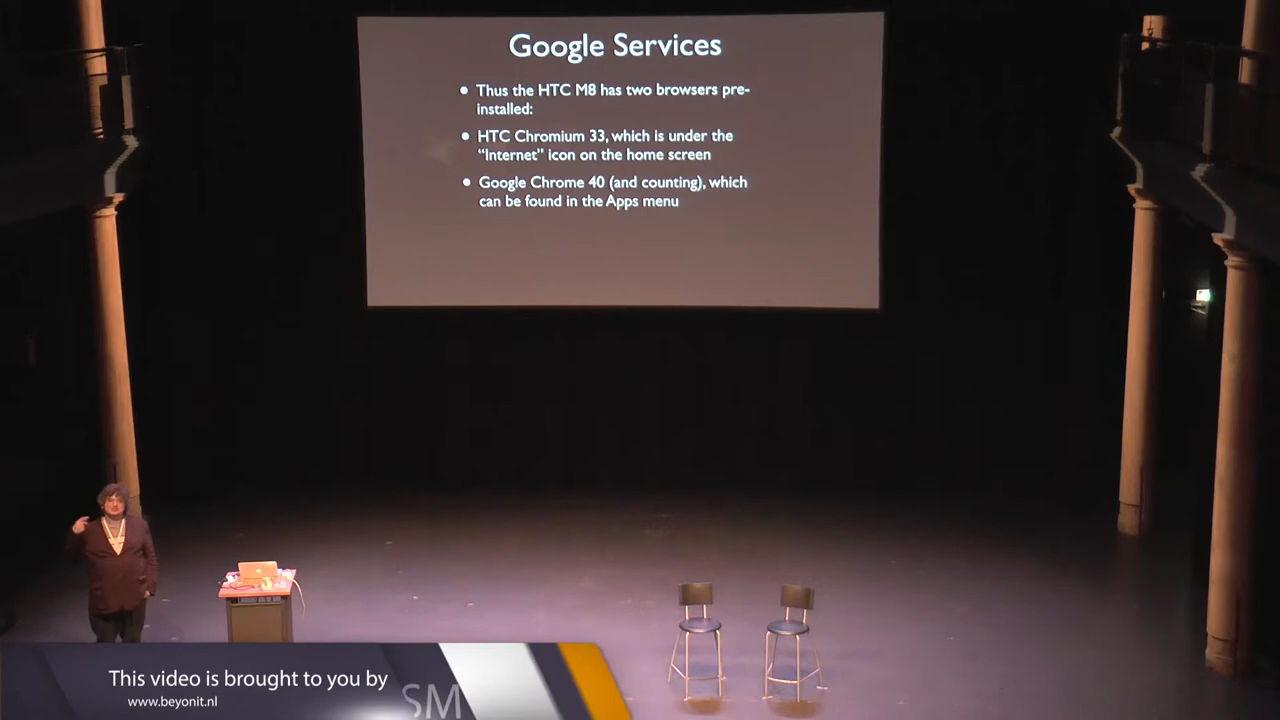 Google Services
• Thus the HTC M8 has two browsers pre-
installed:
• HTC Chromium 33, which is under the
“Internet” icon on the home screen
• Google Chrome 40 (and counting), which
can be found in the Apps menu
This video is brought to you by
www.beyonit.nl
SM